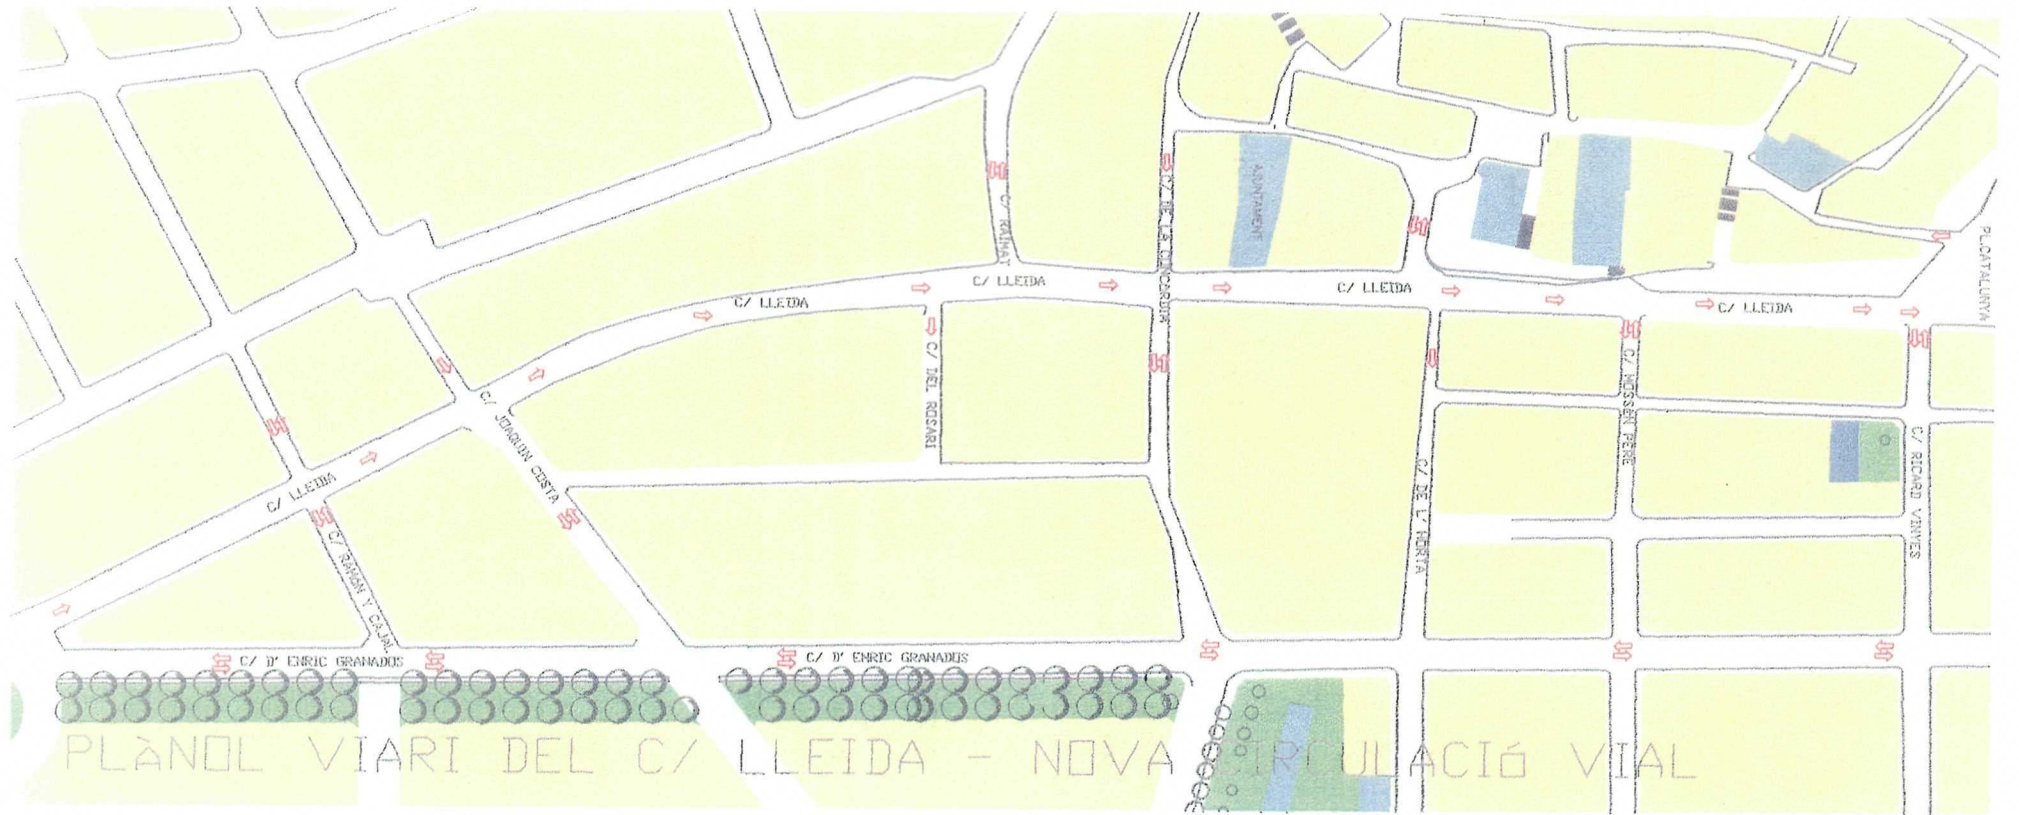 C/ RAIMAT
C/ DE LA CONCORDIA
AJUNTAMENT
PL.CATALUNYA
C/ LLEIDA
C/ LLEIDA
C/ LLEIDA
C/ LLEIDA
C/ LLEIDA
C/ DEL ROSARI
C/ JOAQUIN COSTA
C/ MOSSÈN PERE
C/ DE L' HORTA
C/ RICARD VINYES
C/ RAMON Y CAJAL
C/ D' ENRIC GRANADOS
C/ D' ENRIC GRANADOS
PLàNOL VIARI DEL C/ LLEIDA - NOVA CIRCULACIó VIAL